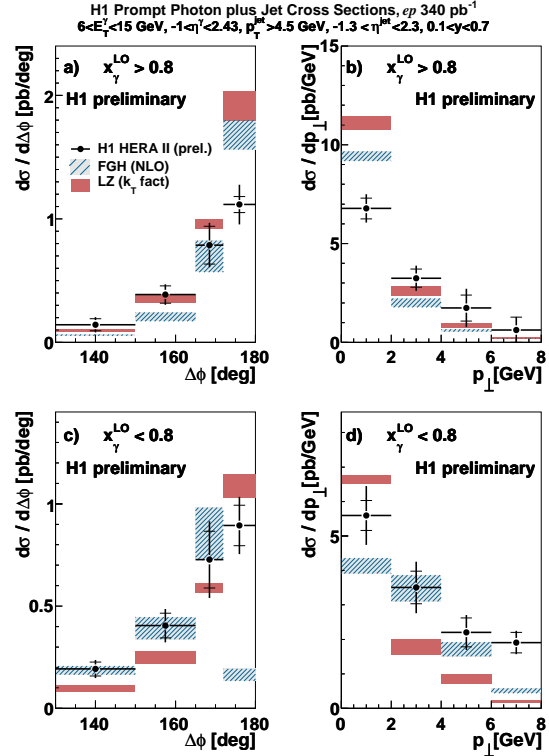 H1 Prompt Photon plus Jet Cross Sections, ep 340 pb⁻¹
6<E_T^γ<15 GeV, -1<η^γ<2.43, p_T^jet>4.5 GeV, -1.3<η^jet<2.3, 0.1<y<0.7
a) x_γ^LO > 0.8
H1 preliminary
H1 HERA II (prel.)
FGH (NLO)
LZ (k_T fact)
dσ / dΔϕ [pb/deg]
2
1
0
140 160 180
Δϕ [deg]
b) x_γ^LO > 0.8
H1 preliminary
dσ / dp_⊥ [pb/GeV]
15
10
5
0
0 2 4 6 8
p_⊥ [GeV]
c) x_γ^LO < 0.8
H1 preliminary
dσ / dΔϕ [pb/deg]
1
0.5
0
140 160 180
Δϕ [deg]
d) x_γ^LO < 0.8
H1 preliminary
dσ / dp_⊥ [pb/GeV]
10
5
0
0 2 4 6 8
p_⊥ [GeV]